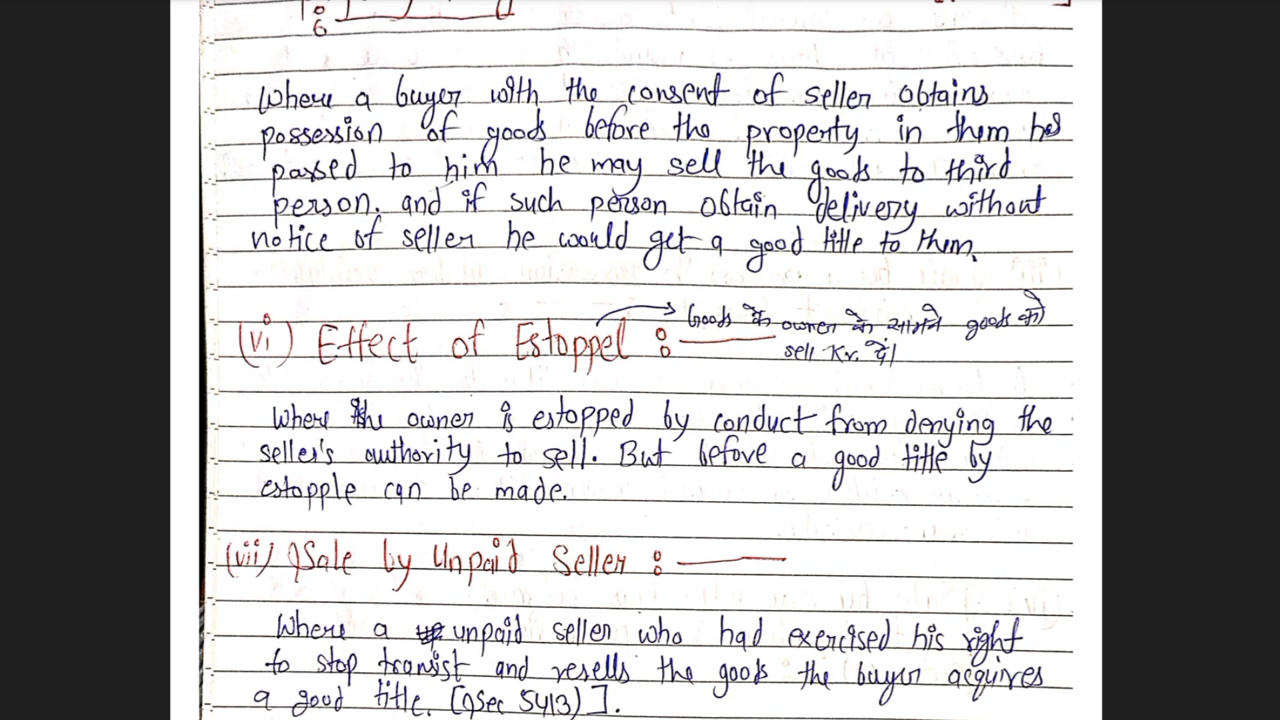 Where a buyer with the consent of seller obtains
possession of goods before the property in them has
passed to him he may sell the goods to third
person. and if such person obtain delivery without
notice of seller he would get a good title to them.
(vi) Effect of Estoppel :— → Goods के owner के सामने goods को
sell kr. दें।
Where the owner is estopped by conduct from denying the
seller's authority to sell. But before a good title by
estopple can be made.
(vii) Sale by Unpaid Seller :—
Where a unpaid seller who had exercised his right
to stop transist and resells the goods the buyer acquires
a good title. [Sec 54(3)].